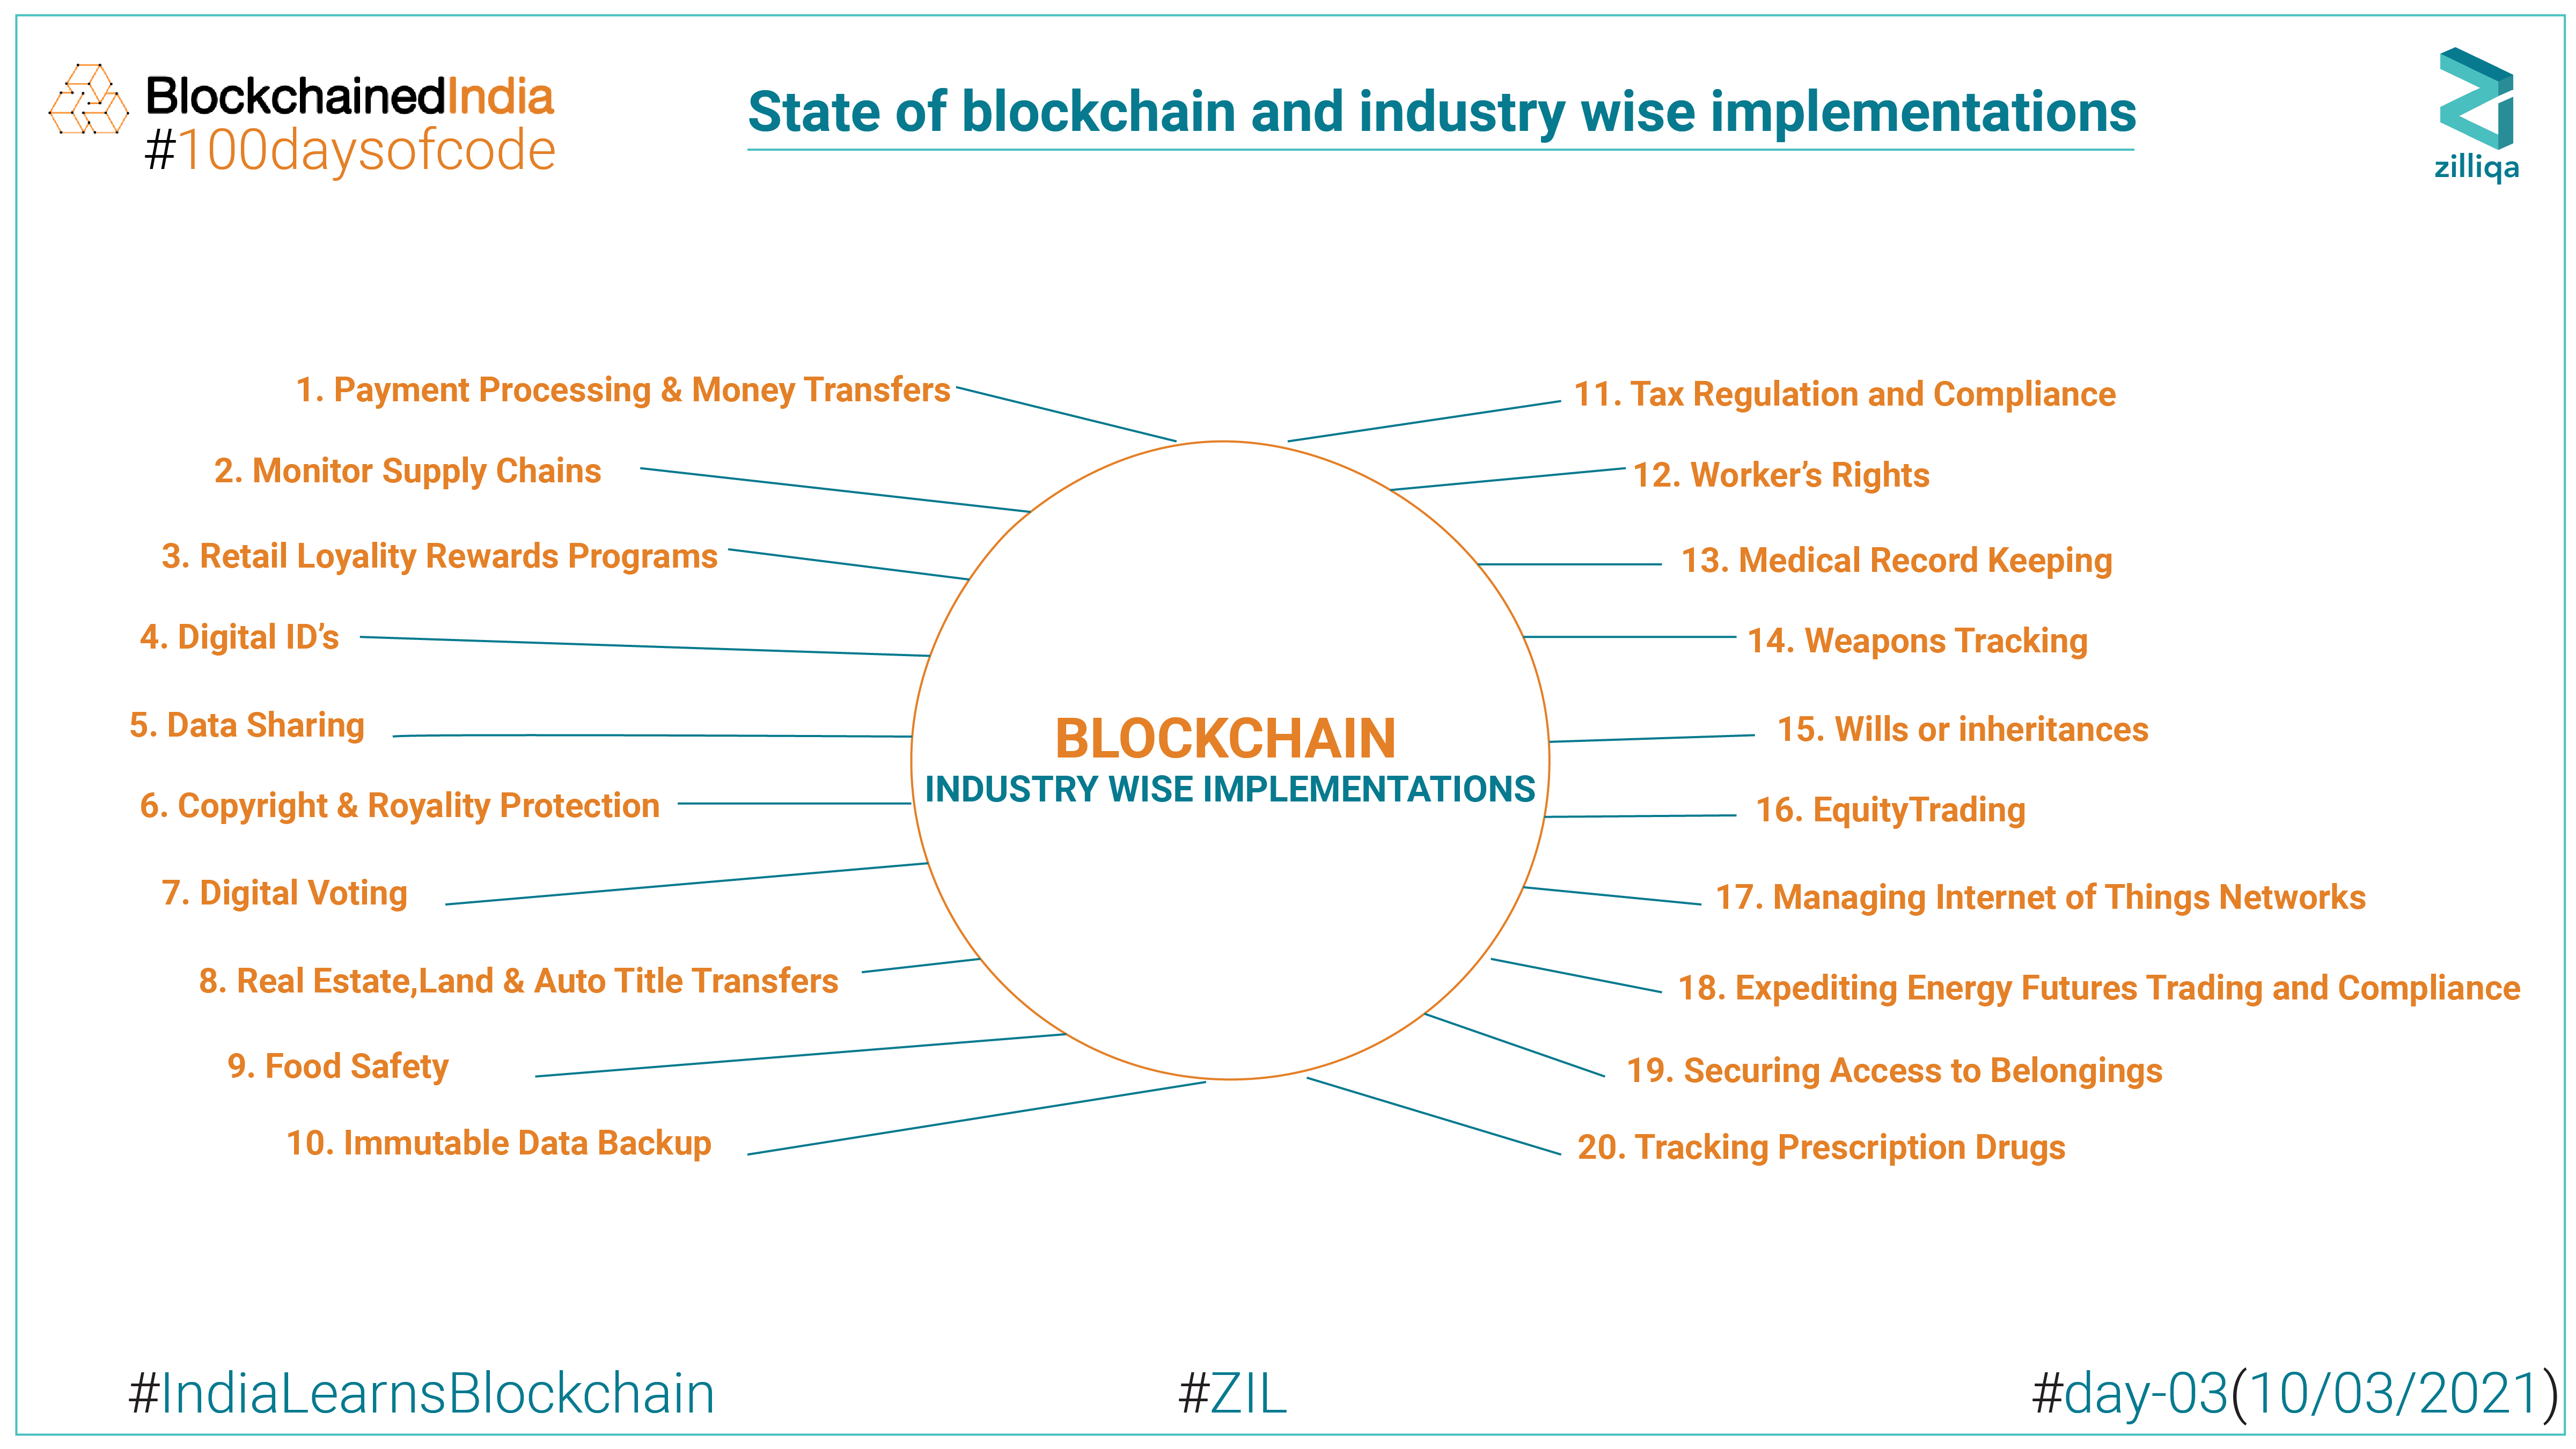 BlockchainedIndia
#100daysofcode
State of blockchain and industry wise implementations
zilliqa
1. Payment Processing & Money Transfers
2. Monitor Supply Chains
3. Retail Loyality Rewards Programs
4. Digital ID’s
5. Data Sharing
6. Copyright & Royality Protection
7. Digital Voting
8. Real Estate,Land & Auto Title Transfers
9. Food Safety
10. Immutable Data Backup
BLOCKCHAIN
INDUSTRY WISE IMPLEMENTATIONS
11. Tax Regulation and Compliance
12. Worker’s Rights
13. Medical Record Keeping
14. Weapons Tracking
15. Wills or inheritances
16. EquityTrading
17. Managing Internet of Things Networks
18. Expediting Energy Futures Trading and Compliance
19. Securing Access to Belongings
20. Tracking Prescription Drugs
#IndiaLearnsBlockchain
#ZIL
#day-03(10/03/2021)